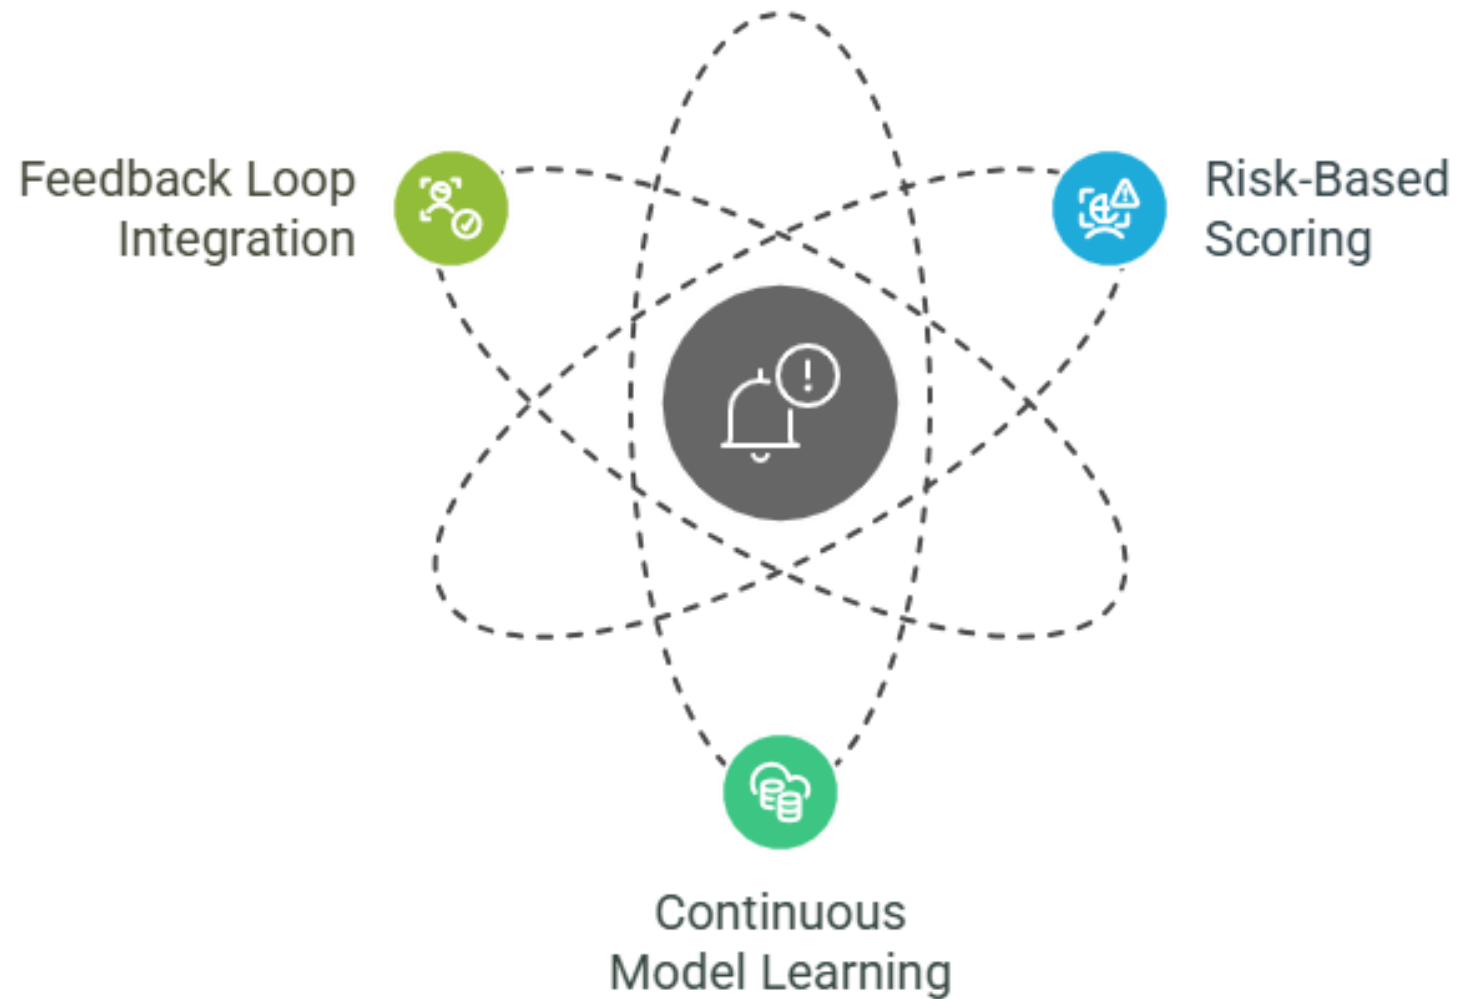 Feedback Loop
Integration
Risk-Based
Scoring
Continuous
Model Learning